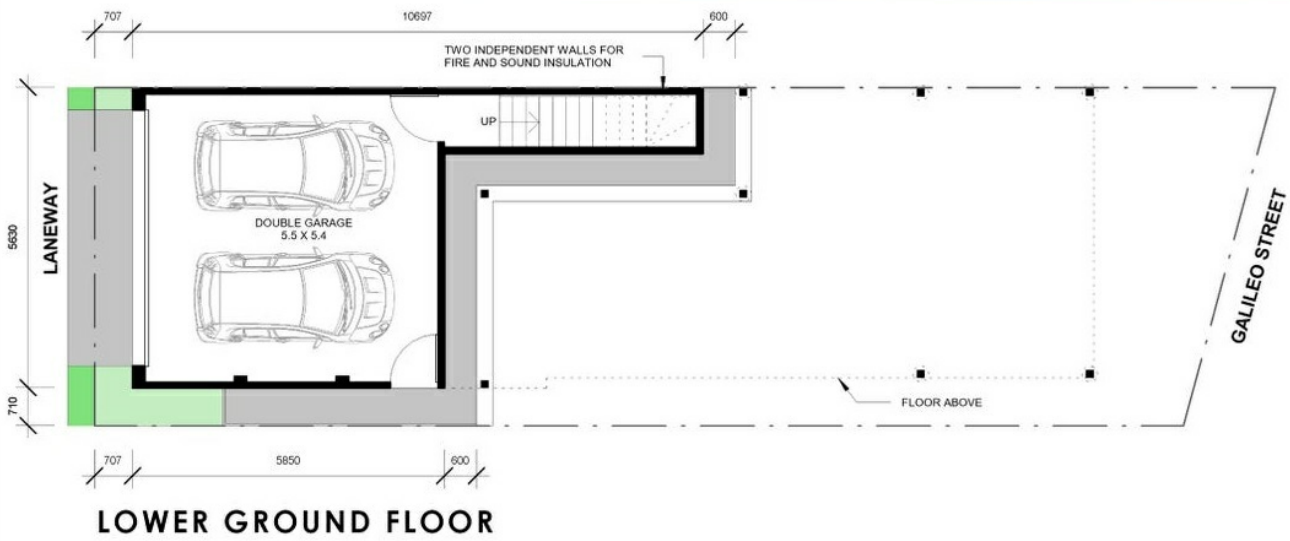 707
10697
600
TWO INDEPENDENT WALLS FOR
FIRE AND SOUND INSULATION
UP
LANEWAY
5630
DOUBLE GARAGE
5.5 X 5.4
GALILEO STREET
710
FLOOR ABOVE
707
5850
600
LOWER GROUND FLOOR